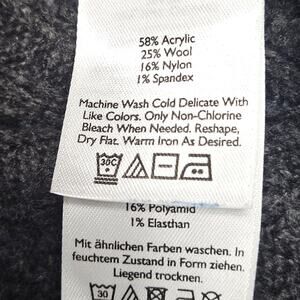 58% Acrylic
25% Wool
16% Nylon
1% Spandex
Machine Wash Cold Delicate With
Like Colors. Only Non-Chlorine
Bleach When Needed. Reshape,
Dry Flat. Warm Iron As Desired.
30C
16% Polyamid
1% Elasthan
Mit ähnlichen Farben waschen. In
feuchtem Zustand in Form ziehen.
Liegend trocknen.
30